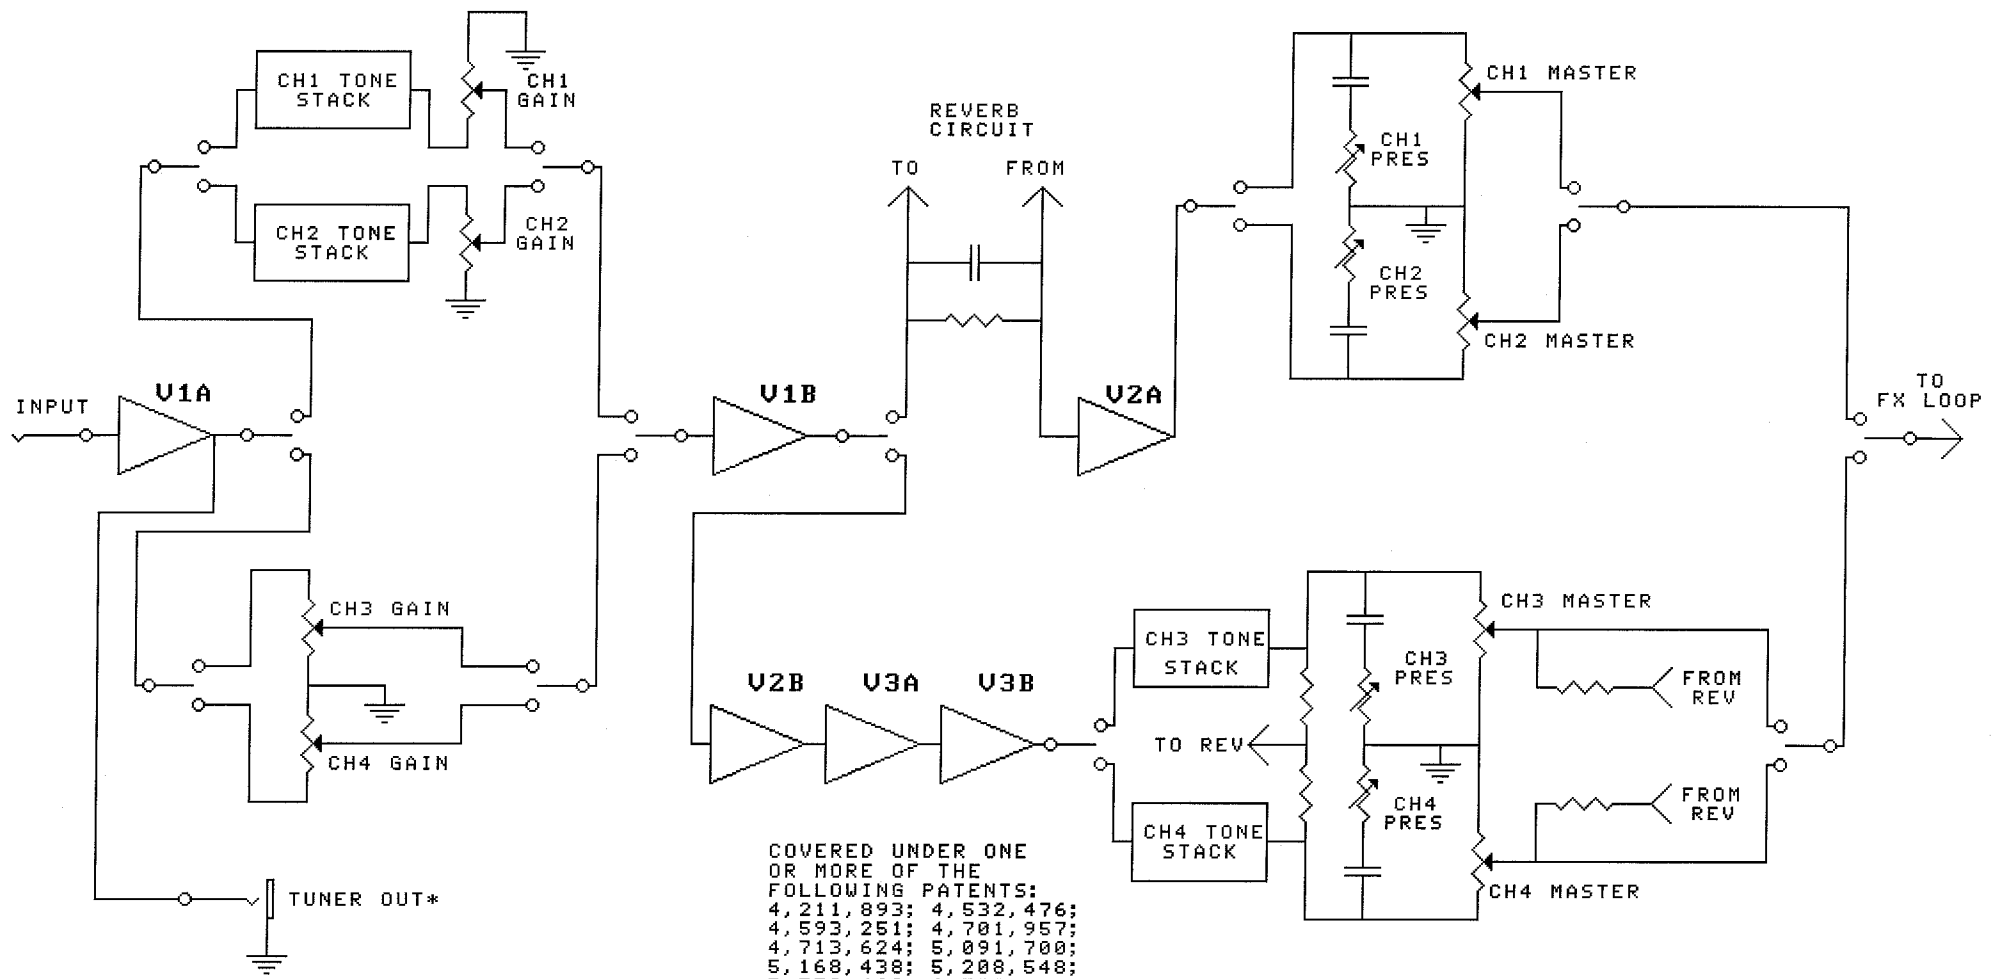 CH1 TONE
STACK
CH1
GAIN
CH2 TONE
STACK
CH2
GAIN
REVERB
CIRCUIT
TO
FROM
CH1 MASTER
CH1
PRES
CH2
PRES
CH2 MASTER
INPUT
V1A
V1B
V2A
TO
FX LOOP
CH3 GAIN
CH4 GAIN
V2B
V3A
V3B
CH3 TONE
STACK
TO REV
CH4 TONE
STACK
CH3 MASTER
CH3
PRES
FROM
REV
CH4
PRES
FROM
REV
CH4 MASTER
TUNER OUT*
COVERED UNDER ONE
OR MORE OF THE
FOLLOWING PATENTS:
4,211,893; 4,532,476;
4,593,251; 4,701,957;
4,713,624; 5,091,700;
5,168,438; 5,208,548;